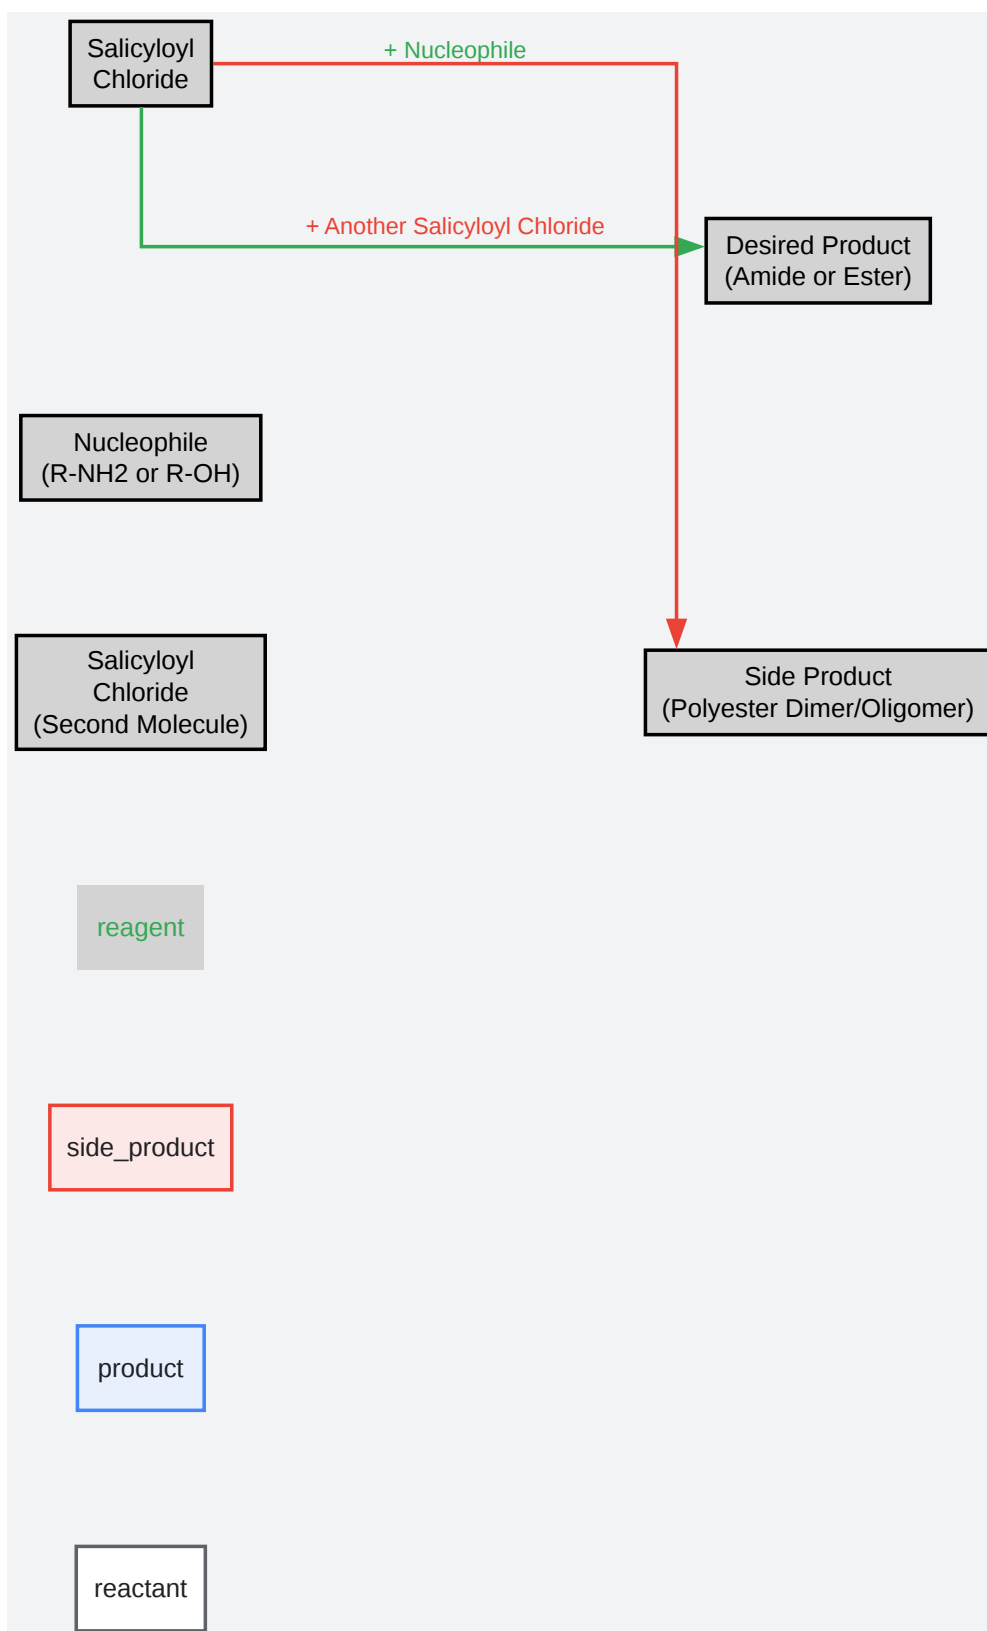 Salicyloyl
Chloride
+ Nucleophile
+ Another Salicyloyl Chloride
Desired Product
(Amide or Ester)
Nucleophile
(R-NH2 or R-OH)
Salicyloyl
Chloride
(Second Molecule)
Side Product
(Polyester Dimer/Oligomer)
reagent
side_product
product
reactant